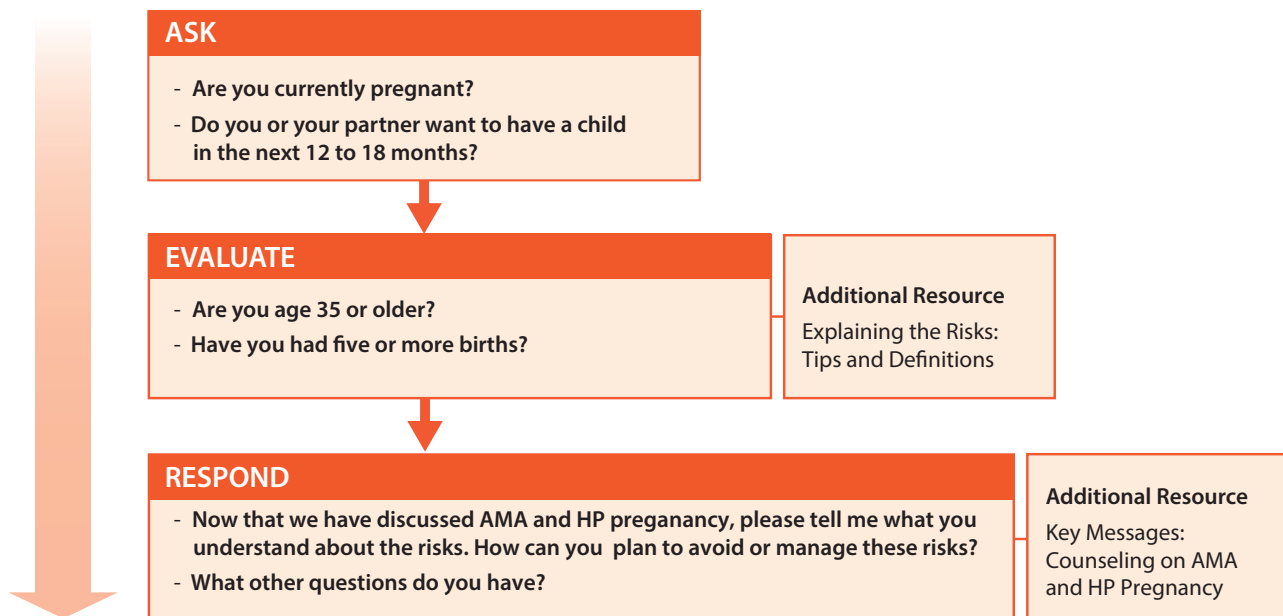 ASK
- Are you currently pregnant?
- Do you or your partner want to have a child
in the next 12 to 18 months?
EVALUATE
- Are you age 35 or older?
- Have you had five or more births?
Additional Resource
Explaining the Risks:
Tips and Definitions
RESPOND
- Now that we have discussed AMA and HP preganancy, please tell me what you
understand about the risks. How can you  plan to avoid or manage these risks?
- What other questions do you have?
Additional Resource
Key Messages:
Counseling on AMA
and HP Pregnancy